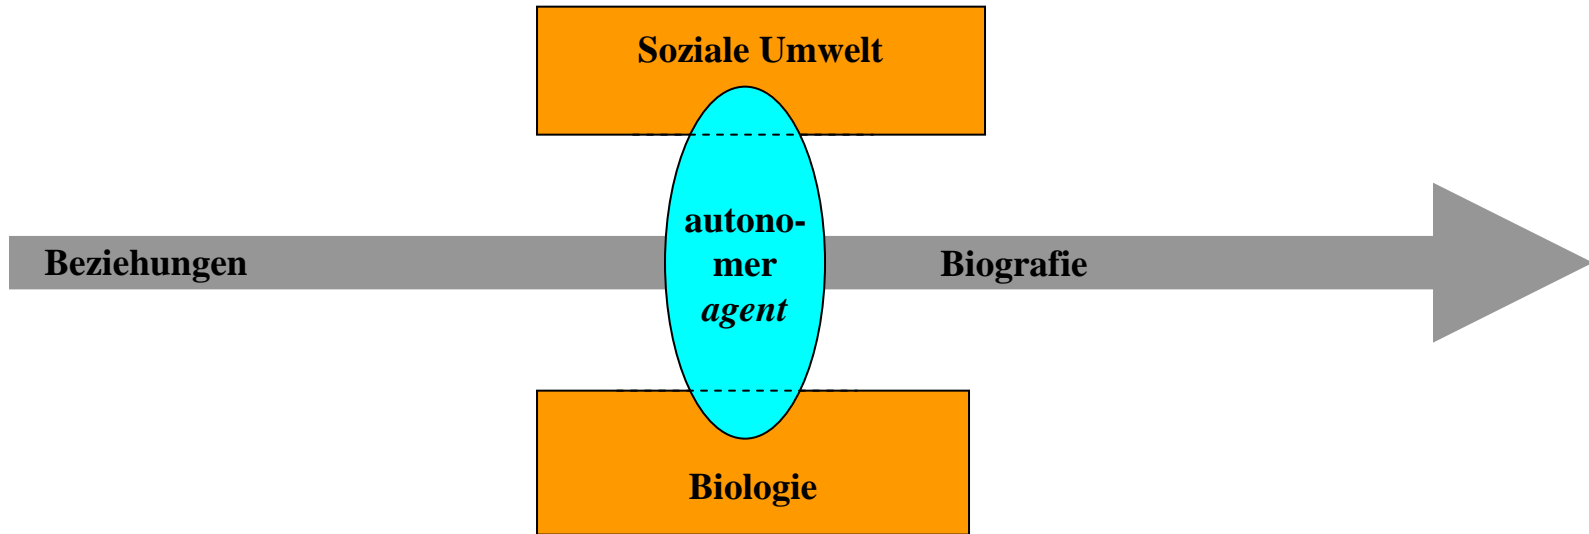 Soziale Umwelt
autono-
mer
agent
Beziehungen
Biografie
Biologie